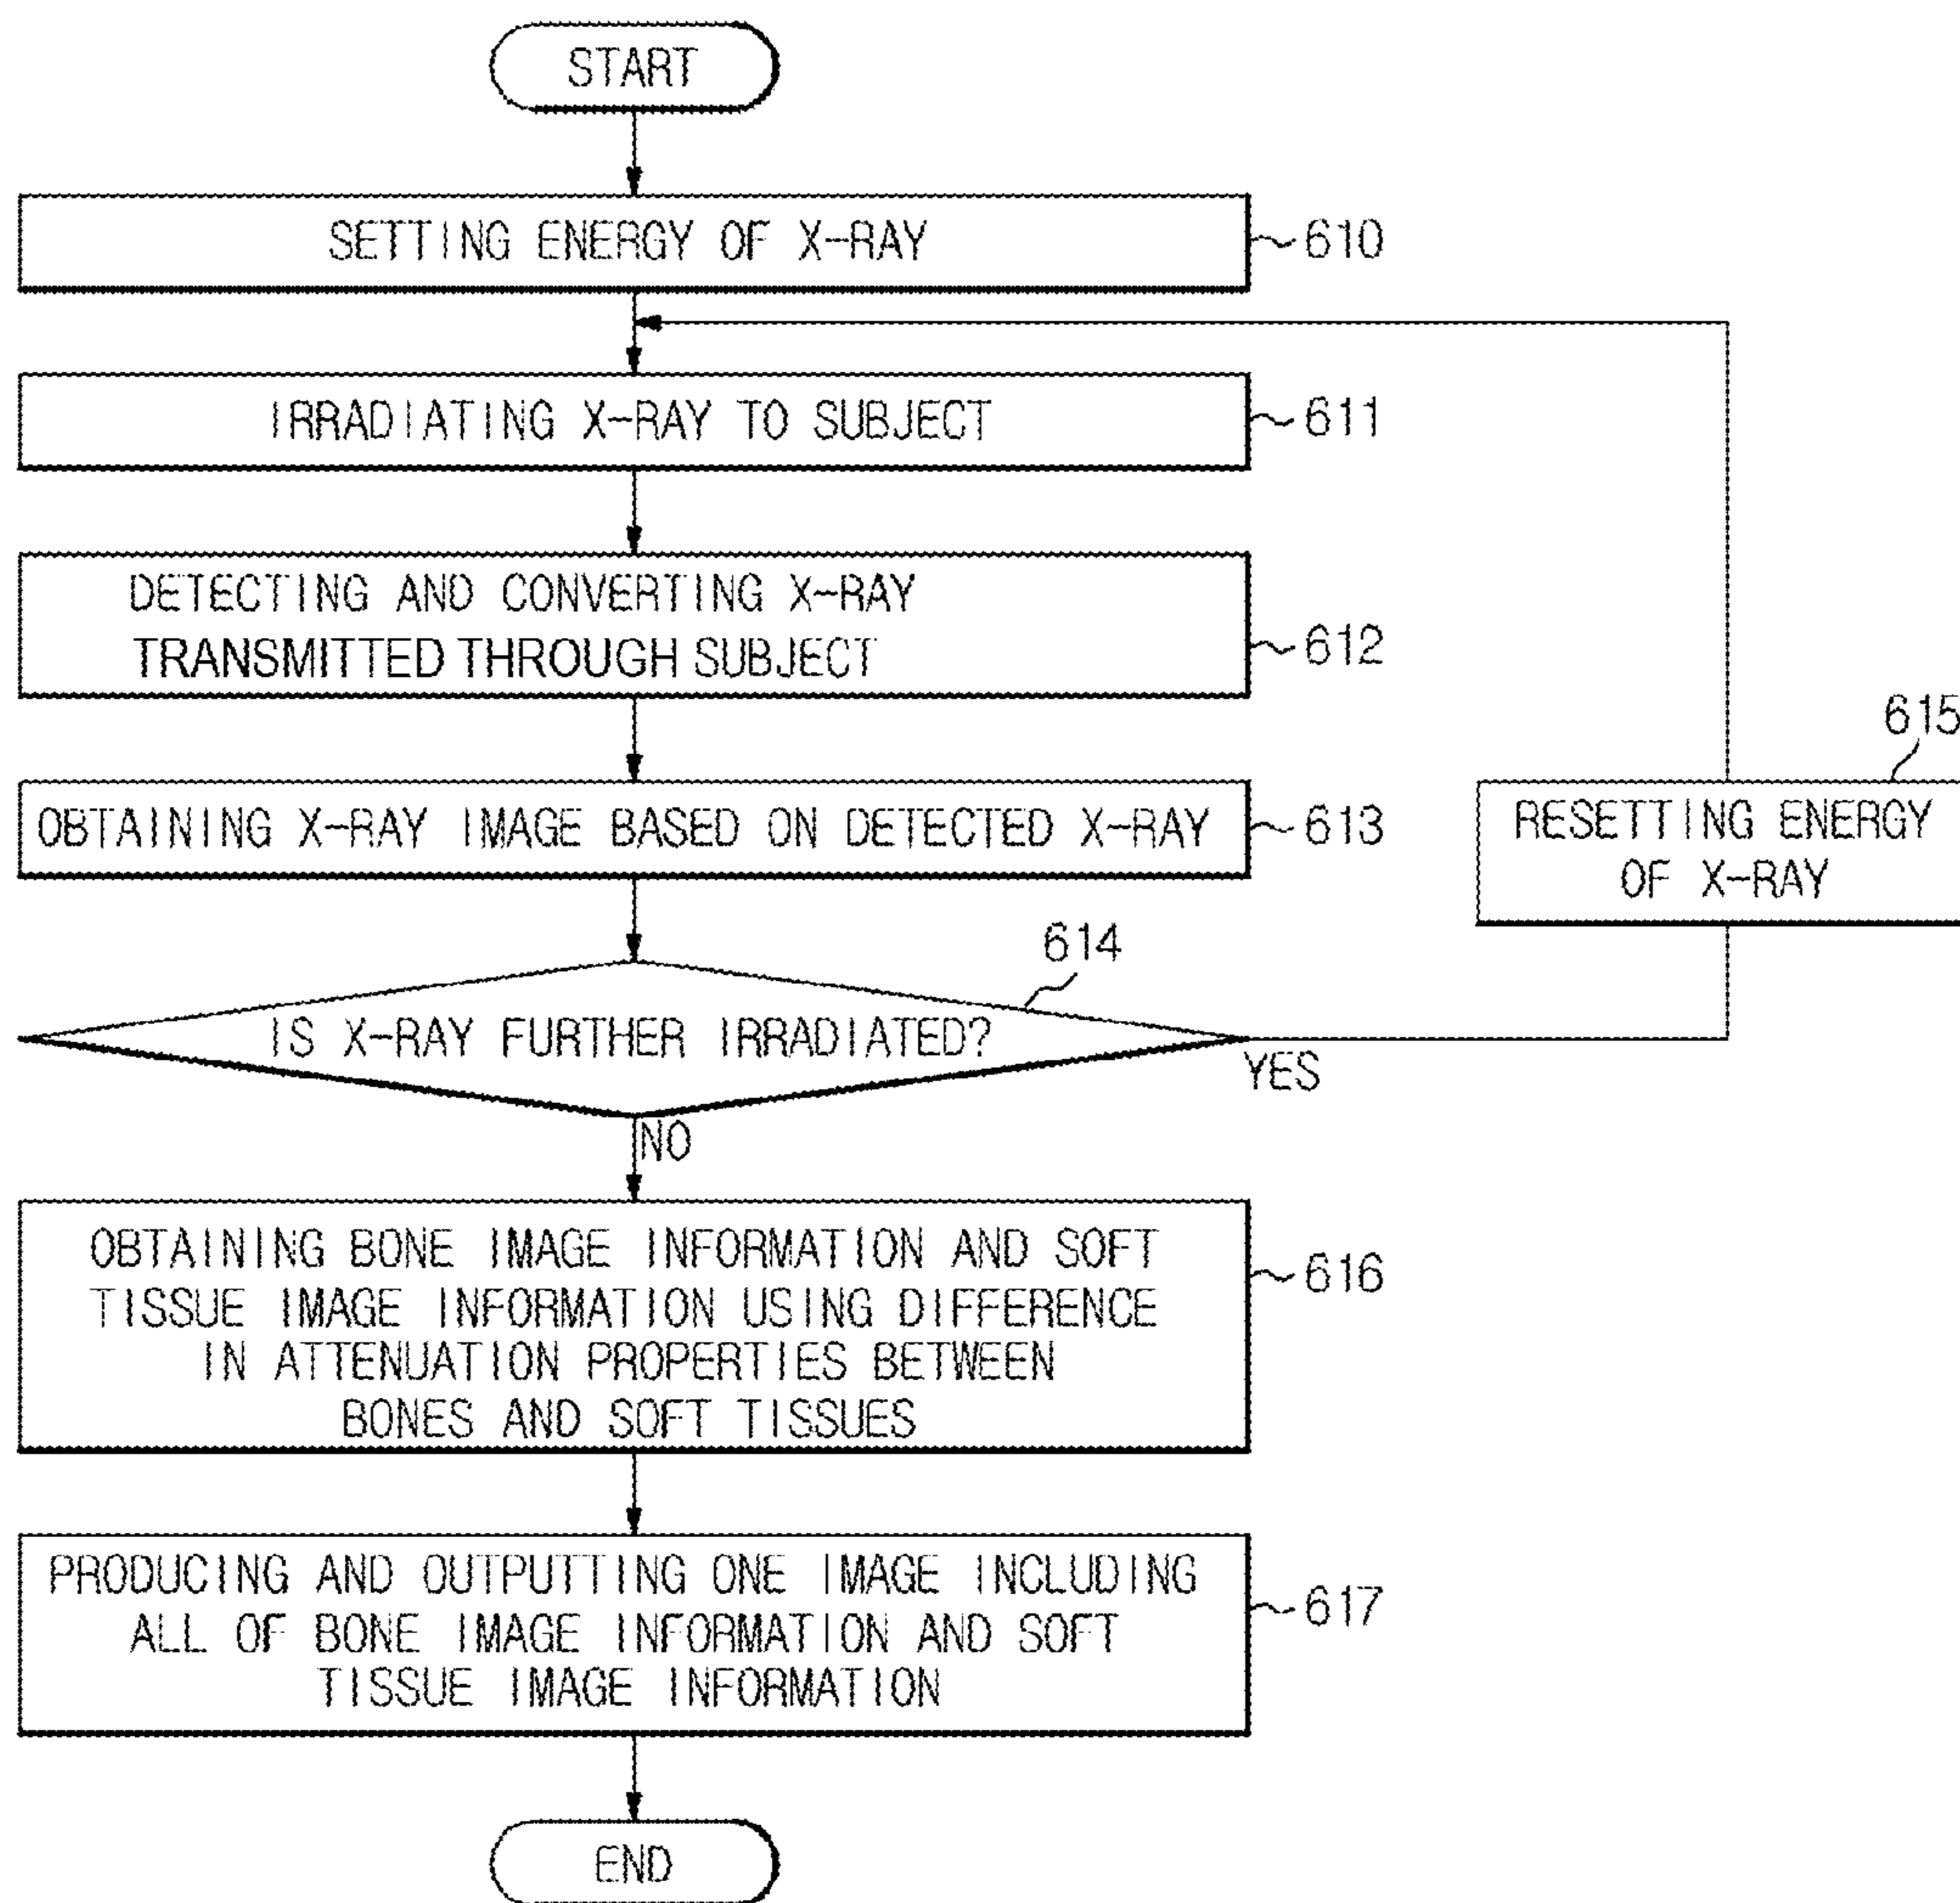 START
SETTING ENERGY OF X-RAY
610
IRRADIATING X-RAY TO SUBJECT
611
DETECTING AND CONVERTING X-RAY
TRANSMITTED THROUGH SUBJECT
612
615
OBTAINING X-RAY IMAGE BASED ON DETECTED X-RAY
613
RESETTING ENERGY
OF X-RAY
614
IS X-RAY FURTHER IRRADIATED?
YES
NO
OBTAINING BONE IMAGE INFORMATION AND SOFT
TISSUE IMAGE INFORMATION USING DIFFERENCE
IN ATTENUATION PROPERTIES BETWEEN
BONES AND SOFT TISSUES
616
PRODUCING AND OUTPUTTING ONE IMAGE INCLUDING
ALL OF BONE IMAGE INFORMATION AND SOFT
TISSUE IMAGE INFORMATION
617
END